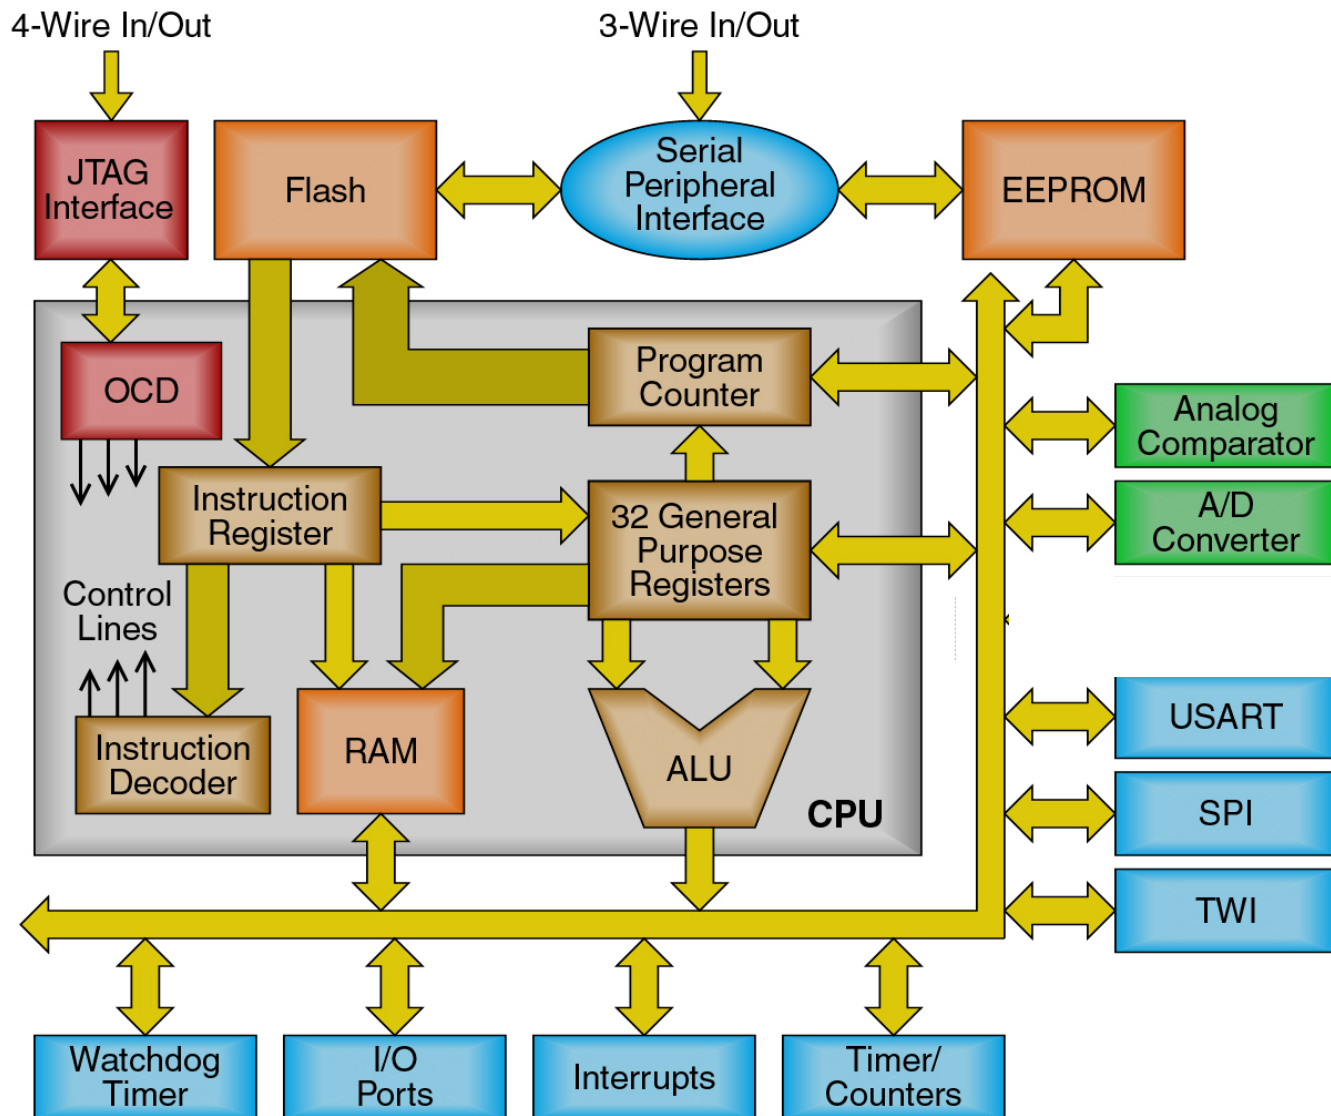 4-Wire In/Out
3-Wire In/Out
JTAG
Interface
Flash
Serial
Peripheral
Interface
EEPROM
OCD
Program
Counter
Analog
Comparator
Instruction
Register
32 General
Purpose
Registers
A/D
Converter
Control
Lines
Instruction
Decoder
RAM
ALU
CPU
USART
SPI
TWI
Watchdog
Timer
I/O
Ports
Interrupts
Timer/
Counters